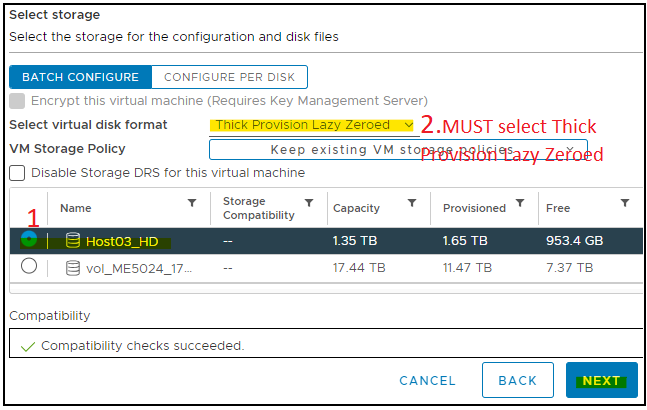 Select storage
Select the storage for the configuration and disk files
BATCH CONFIGURE CONFIGURE PER DISK
Encrypt this virtual machine (Requires Key Management Server)
Select virtual disk format Thick Provision Lazy Zeroed 2.MUST select Thick
Provision Lazy Zeroed
VM Storage Policy Keep existing VM storage policies
Disable Storage DRS for this virtual machine
1
Name Storage Compatibility Capacity Provisioned Free
Host03_HD -- 1.35 TB 1.65 TB 953.4 GB
vol_ME5024_17... -- 17.44 TB 11.47 TB 7.37 TB
Compatibility
Compatibility checks succeeded.
CANCEL BACK NEXT